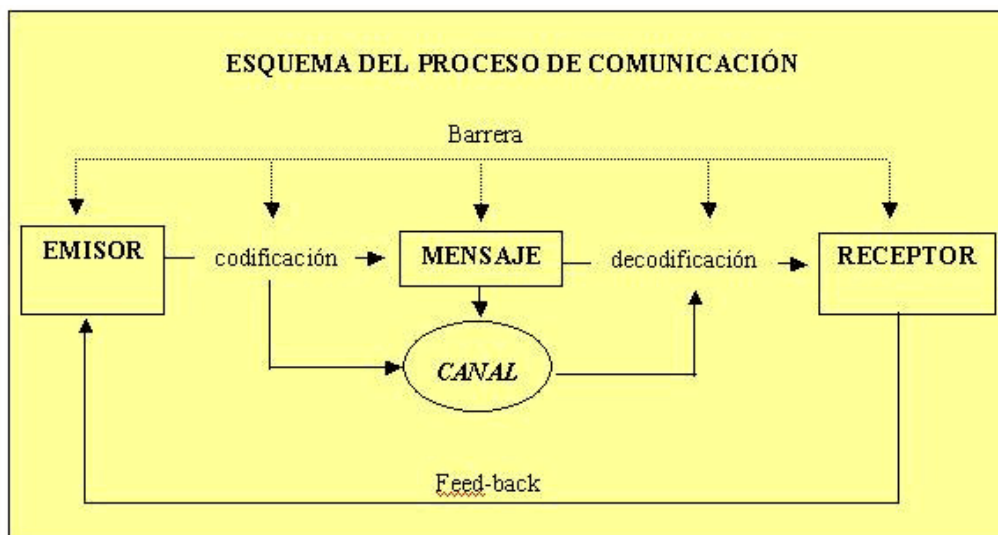 ESQUEMA DEL PROCESO DE COMUNICACIÓN
Barrera
EMISOR
codificación
MENSAJE
decodificación
RECEPTOR
CANAL
Feed-back